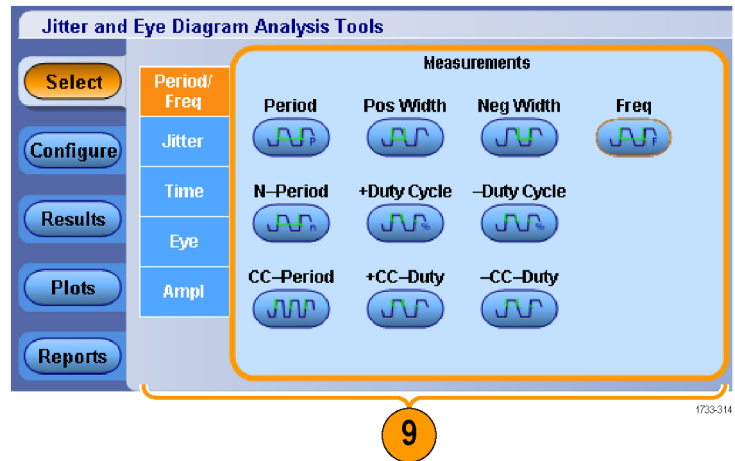 Jitter and Eye Diagram Analysis Tools
Select
Configure
Results
Plots
Reports
Period/
Freq
Jitter
Time
Eye
Ampl
Measurements
Period Pos Width Neg Width Freq
P F
N–Period +Duty Cycle –Duty Cycle
n % %
CC–Period +CC–Duty –CC–Duty
9
1733-314